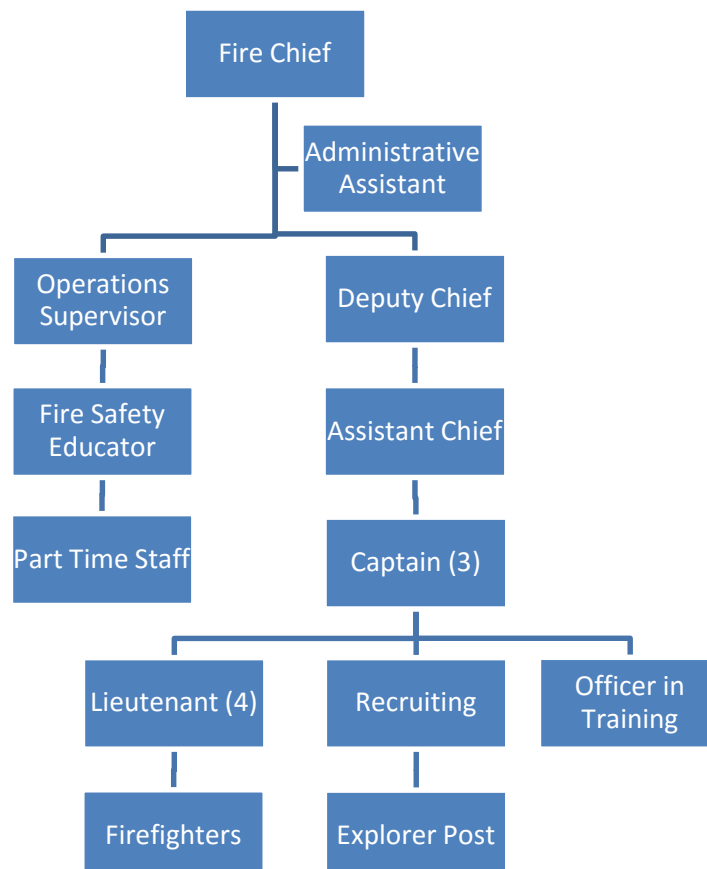 Fire Chief
Administrative
Assistant
Operations
Supervisor
Deputy Chief
Fire Safety
Educator
Assistant Chief
Part Time Staff
Captain (3)
Lieutenant (4)
Recruiting
Officer in
Training
Firefighters
Explorer Post